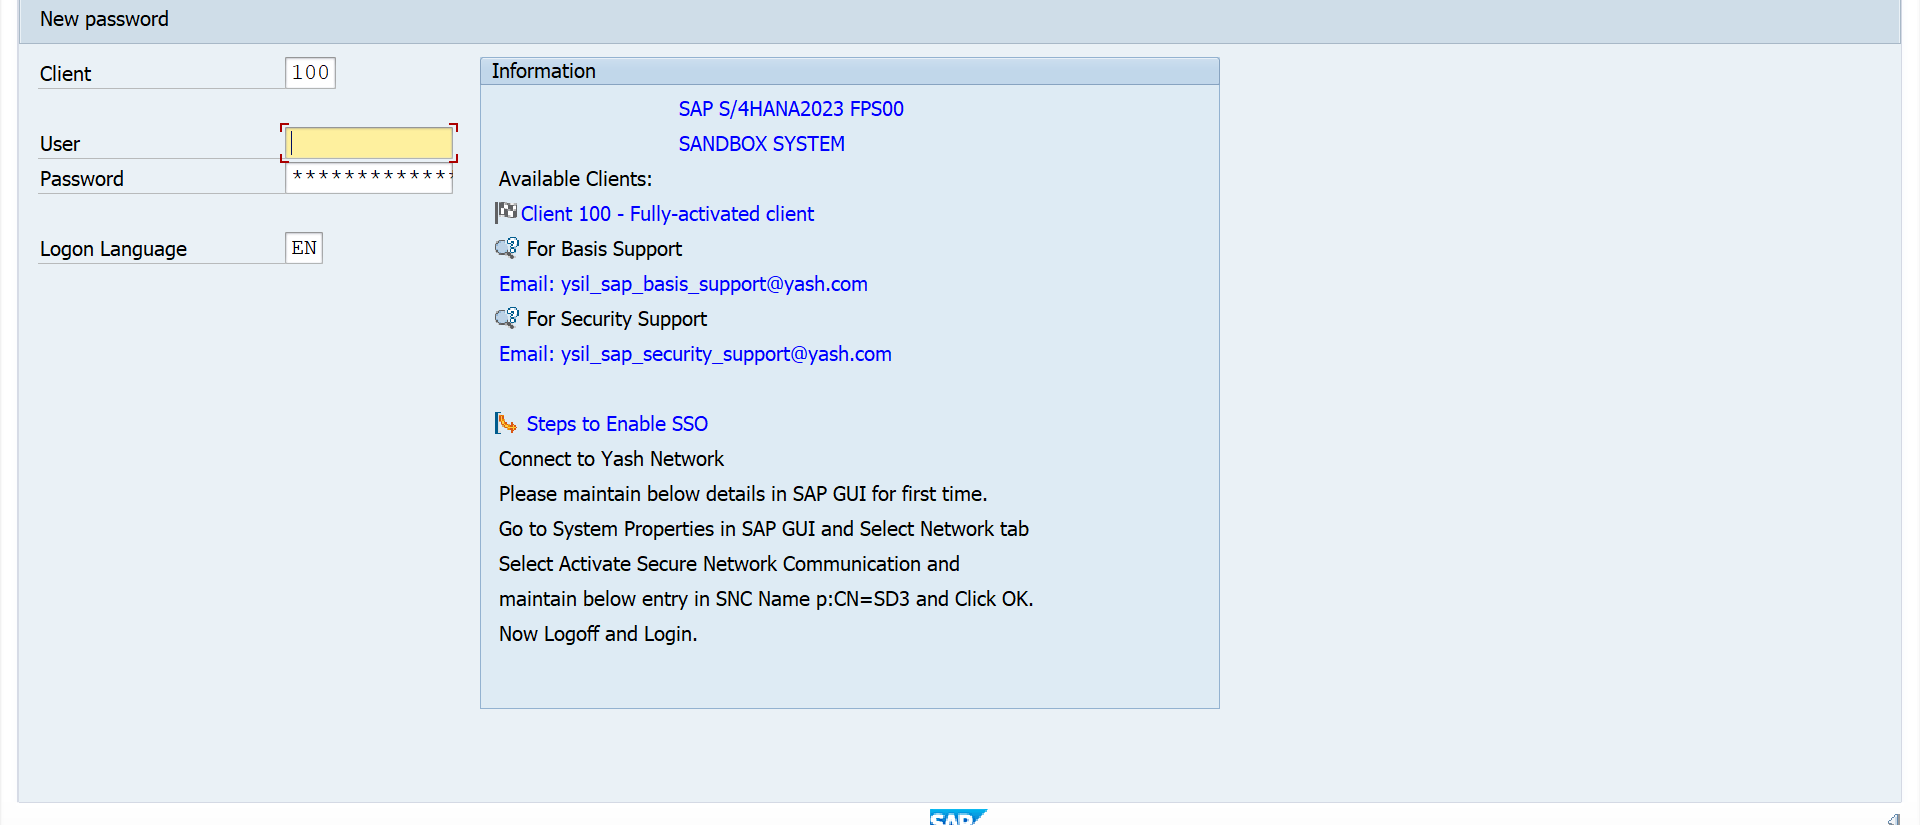 New password
Client 100
User
Password *************
Logon Language EN
Information
SAP S/4HANA2023 FPS00
SANDBOX SYSTEM
Available Clients:
Client 100 - Fully-activated client
For Basis Support
Email: ysil_sap_basis_support@yash.com
For Security Support
Email: ysil_sap_security_support@yash.com
Steps to Enable SSO
Connect to Yash Network
Please maintain below details in SAP GUI for first time.
Go to System Properties in SAP GUI and Select Network tab
Select Activate Secure Network Communication and
maintain below entry in SNC Name p:CN=SD3 and Click OK.
Now Logoff and Login.
SAP